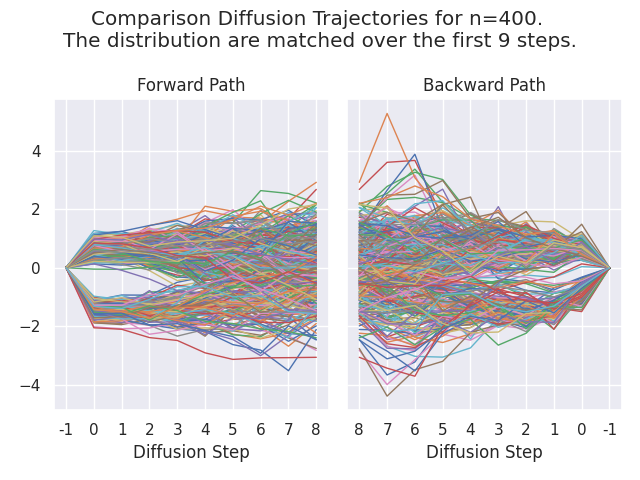 Comparison Diffusion Trajectories for n=400.
The distribution are matched over the first 9 steps.
Forward Path
Backward Path
4
2
0
−2
−4
-1 0 1 2 3 4 5 6 7 8
8 7 6 5 4 3 2 1 0 -1
Diffusion Step
Diffusion Step